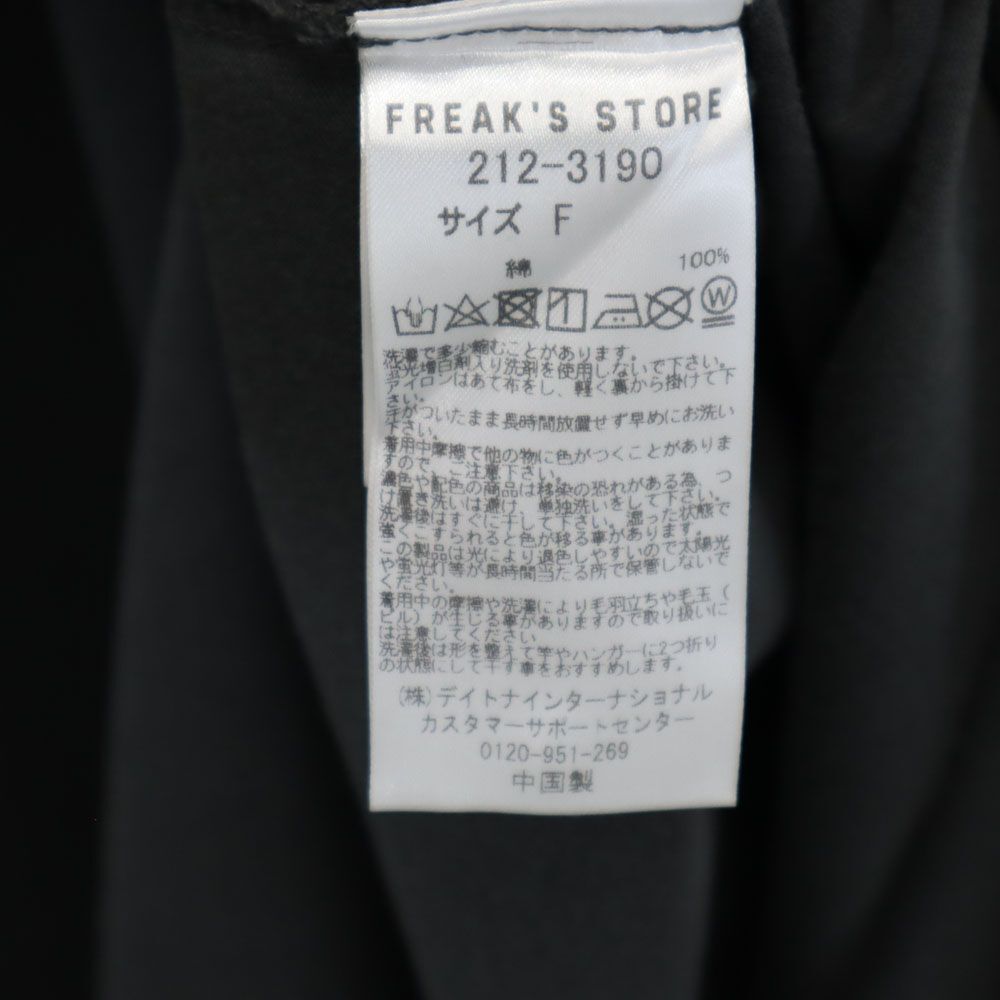 FREAK'S STORE
212-3190
サイズ F
綿 100%
W
洗濯で多少縮むことがあります。
蛍光増白剤入り洗剤を使用しないで下さい。
アイロンはあて布をし、軽く裏から掛けて下
さい。
汗がついたまま長時間放置せず早めにお洗い
下さい。
着用中摩擦で他の物に色がつくことがありま
すので、ご注意下さい。
濃色や配色の商品は移染の恐れがある為、つ
け置き洗いは避け、単独洗いをして下さい。
洗濯後はすぐに干して下さい。湿った状態で
強くこすられると色が移る事があります。
この製品は光により退色しやすいので太陽光
や蛍光灯等が長時間当たる所で保管しないで
ください。
着用中の摩擦や洗濯により毛羽立ちや毛玉（
ピル）が生じる事がありますので取り扱いに
は注意してください
洗濯後は形を整えて竿やハンガーに2つ折り
の状態にして干す事をおすすめします。
(株)デイトナインターナショナル
カスタマーサポートセンター
0120-951-269
中国製